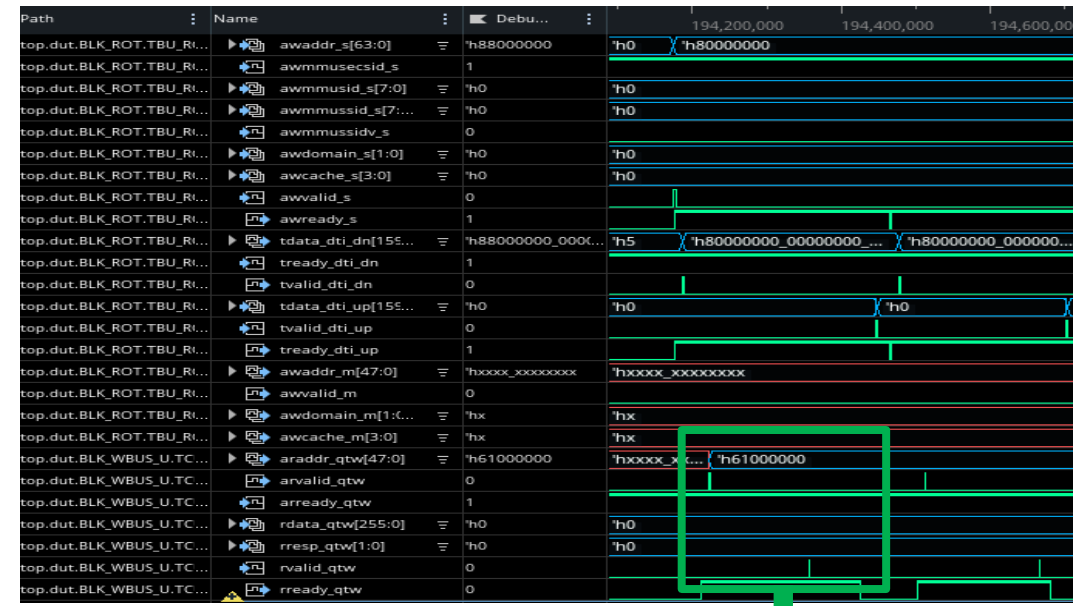 Path Name Debu... 194,200,000 194,400,000 194,600,00
top.dut.BLK_ROT.TBU_R(... awaddr_s[63:0] 'h88000000 'h0 'h80000000
top.dut.BLK_ROT.TBU_R(... awmmusecsid_s 1
top.dut.BLK_ROT.TBU_R(... awmmusid_s[7:0] 'h0 'h0
top.dut.BLK_ROT.TBU_R(... awmmussid_s[7:... 'h0 'h0
top.dut.BLK_ROT.TBU_R(... awmmussidv_s 0
top.dut.BLK_ROT.TBU_R(... awdomain_s[1:0] 'h0 'h0
top.dut.BLK_ROT.TBU_R(... awcache_s[3:0] 'h0 'h0
top.dut.BLK_ROT.TBU_R(... awvalid_s 0
top.dut.BLK_ROT.TBU_R(... awready_s 1
top.dut.BLK_ROT.TBU_R(... tdata_dti_dn[159... 'h88000000_000(... 'h5 'h80000000_00000000_... 'h80000000_000000...
top.dut.BLK_ROT.TBU_R(... tready_dti_dn 1
top.dut.BLK_ROT.TBU_R(... tvalid_dti_dn 0
top.dut.BLK_ROT.TBU_R(... tdata_dti_up[159... 'h0 'h0 'h0
top.dut.BLK_ROT.TBU_R(... tvalid_dti_up 0
top.dut.BLK_ROT.TBU_R(... tready_dti_up 1
top.dut.BLK_ROT.TBU_R(... awaddr_m[47:0] 'hxxxx_xxxxxxxx 'hxxxx_xxxxxxxx
top.dut.BLK_ROT.TBU_R(... awvalid_m 0
top.dut.BLK_ROT.TBU_R(... awdomain_m[1:(... 'hx 'hx
top.dut.BLK_ROT.TBU_R(... awcache_m[3:0] 'hx 'hx
top.dut.BLK_WBUS_U.TC... araddr_qtw[47:0] 'h61000000 'hxxxx_xx... 'h61000000
top.dut.BLK_WBUS_U.TC... arvalid_qtw 0
top.dut.BLK_WBUS_U.TC... arready_qtw 1
top.dut.BLK_WBUS_U.TC... rdata_qtw[255:0] 'h0 'h0
top.dut.BLK_WBUS_U.TC... rresp_qtw[1:0] 'h0 'h0
top.dut.BLK_WBUS_U.TC... rvalid_qtw 0
top.dut.BLK_WBUS_U.TC... rready_qtw 0